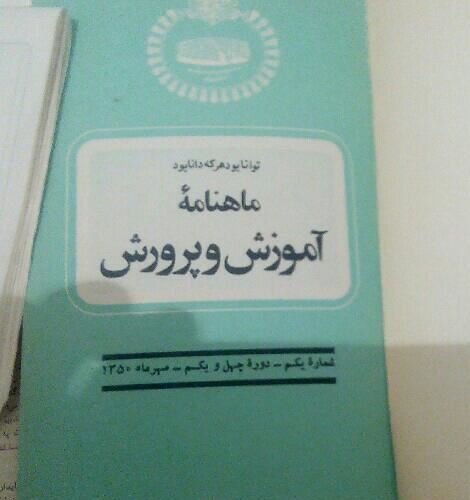 توانا بود هر که دانا بود
ماهنامهٔ
آموزش و پرورش
شمارهٔ یکم - دورهٔ چهل و یکم - مهرماه ۱۳۵۰